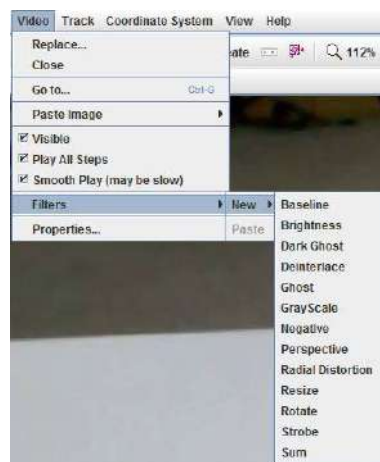 Video Track Coordinate System View Help
Replace...
Close
Go to... Ctrl-G
Paste Image
Visible
Play All Steps
Smooth Play (may be slow)
Filters
Properties...
New
Paste
Baseline
Brightness
Dark Ghost
Deinterlace
Ghost
GrayScale
Negative
Perspective
Radial Distortion
Resize
Rotate
Strobe
Sum
eate
112%